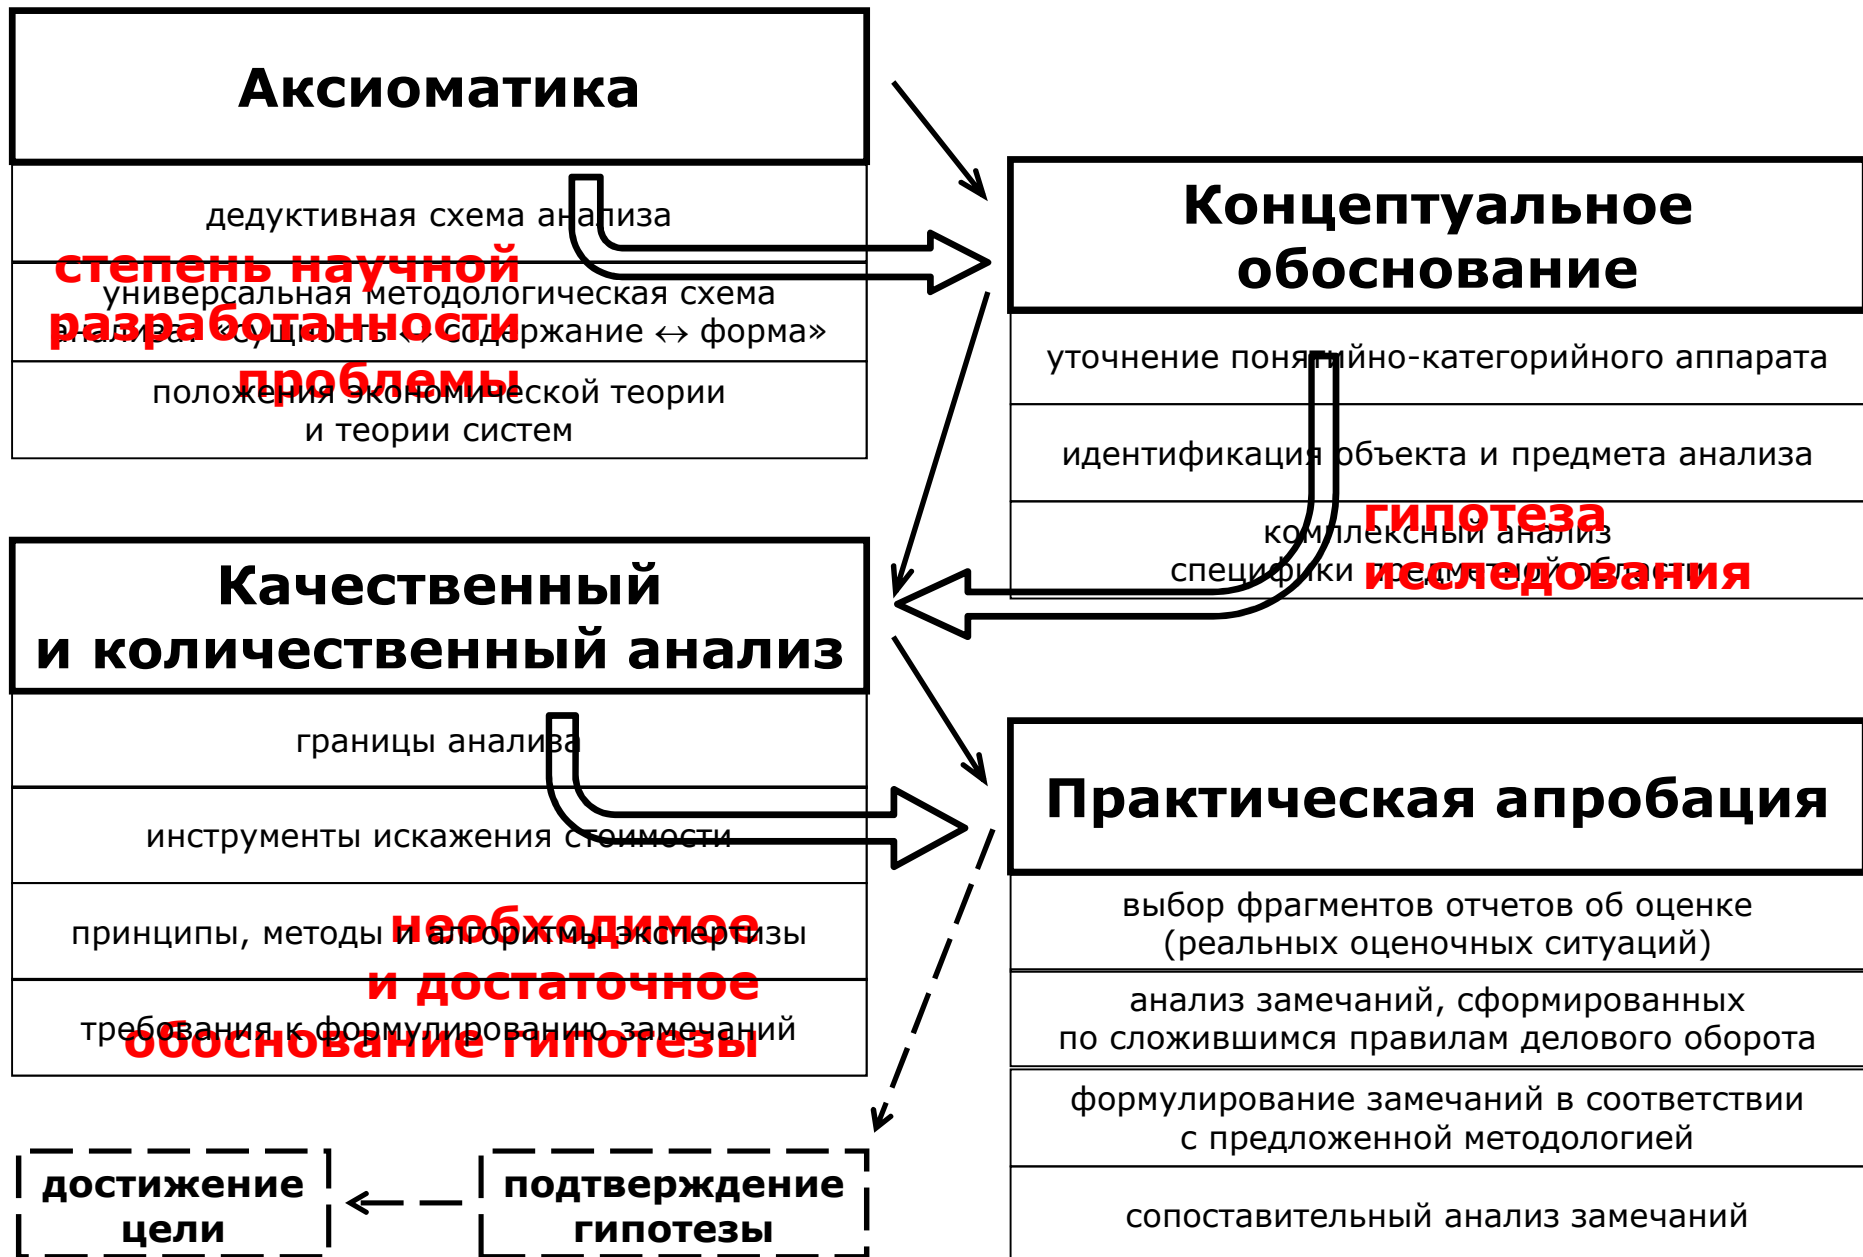 Аксиоматика
дедуктивная схема анализа
универсальная методологическая схема
анализа: «сущность ↔ содержание ↔ форма»
положения экономической теории
и теории систем
степень научной
разработанности
проблемы
Концептуальное
обоснование
уточнение понятийно-категорийного аппарата
идентификация объекта и предмета анализа
комплексный анализ
специфики предметной области
гипотеза
исследования
Качественный
и количественный анализ
границы анализа
инструменты искажения стоимости
принципы, методы и алгоритмы экспертизы
требования к формулированию замечаний
необходимое
и достаточное
обоснование гипотезы
Практическая апробация
выбор фрагментов отчетов об оценке
(реальных оценочных ситуаций)
анализ замечаний, сформированных
по сложившимся правилам делового оборота
формулирование замечаний в соответствии
с предложенной методологией
сопоставительный анализ замечаний
подтверждение
гипотезы
достижение
цели